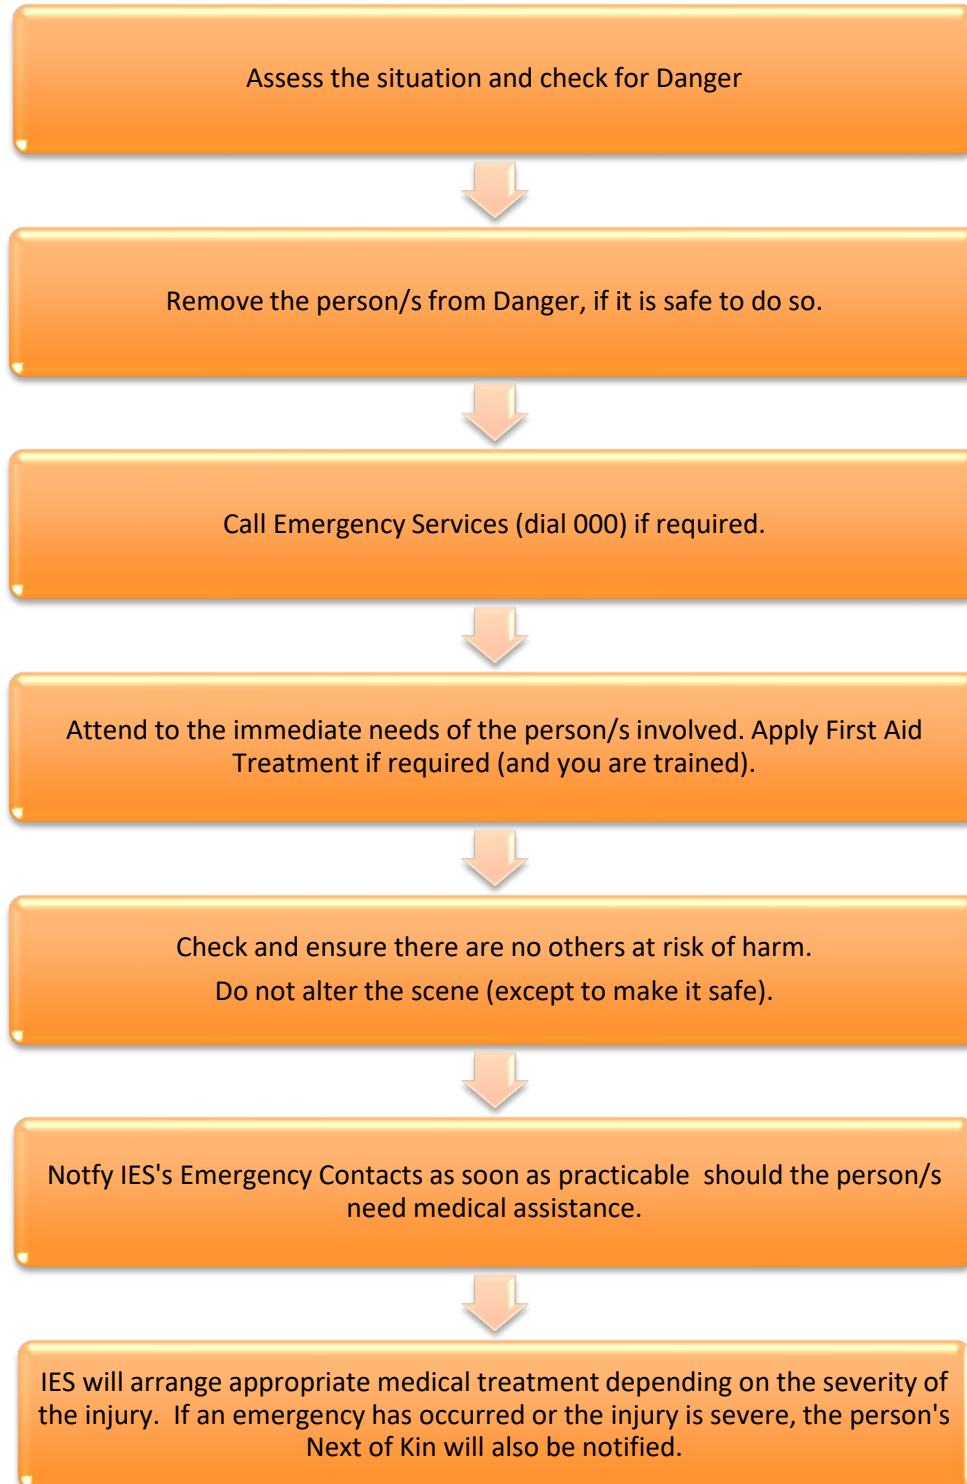 Assess the situation and check for Danger
Remove the person/s from Danger, if it is safe to do so.
Call Emergency Services (dial 000) if required.
Attend to the immediate needs of the person/s involved. Apply First Aid
Treatment if required (and you are trained).
Check and ensure there are no others at risk of harm.
Do not alter the scene (except to make it safe).
Notfy IES's Emergency Contacts as soon as practicable  should the person/s
need medical assistance.
IES will arrange appropriate medical treatment depending on the severity of
the injury.  If an emergency has occurred or the injury is severe, the person's
Next of Kin will also be notified.